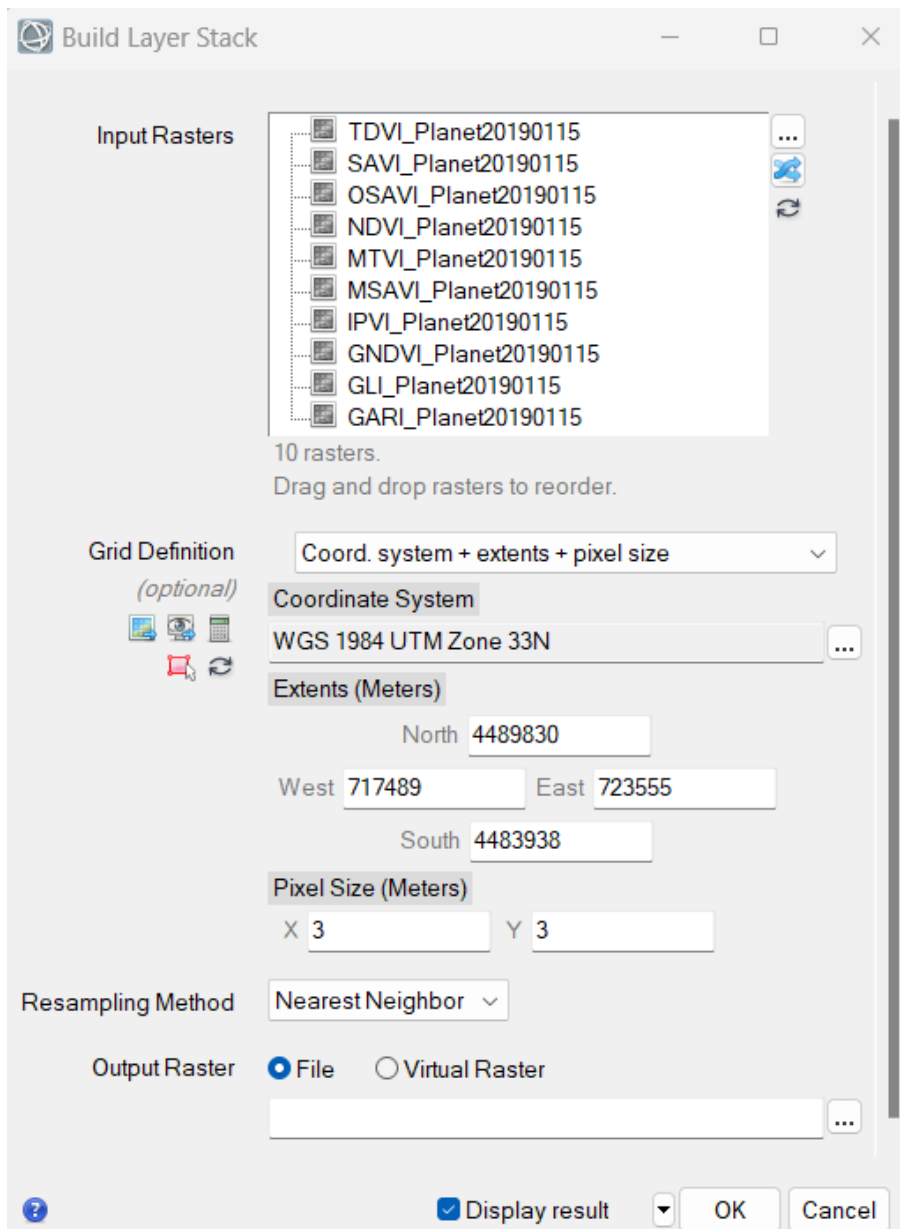 Build Layer Stack
Input Rasters
TDVI_Planet20190115
...
SAVI_Planet20190115
OSAVI_Planet20190115
NDVI_Planet20190115
MTVI_Planet20190115
MSAVI_Planet20190115
IPVI_Planet20190115
GNDVI_Planet20190115
GLI_Planet20190115
GARI_Planet20190115
10 rasters.
Drag and drop rasters to reorder.
Grid Definition Coord. system + extents + pixel size
(optional)
Coordinate System
WGS 1984 UTM Zone 33N ...
Extents (Meters)
North 4489830
West 717489 East 723555
South 4483938
Pixel Size (Meters)
X 3 Y 3
Resampling Method Nearest Neighbor
Output Raster File Virtual Raster
...
? Display result OK Cancel